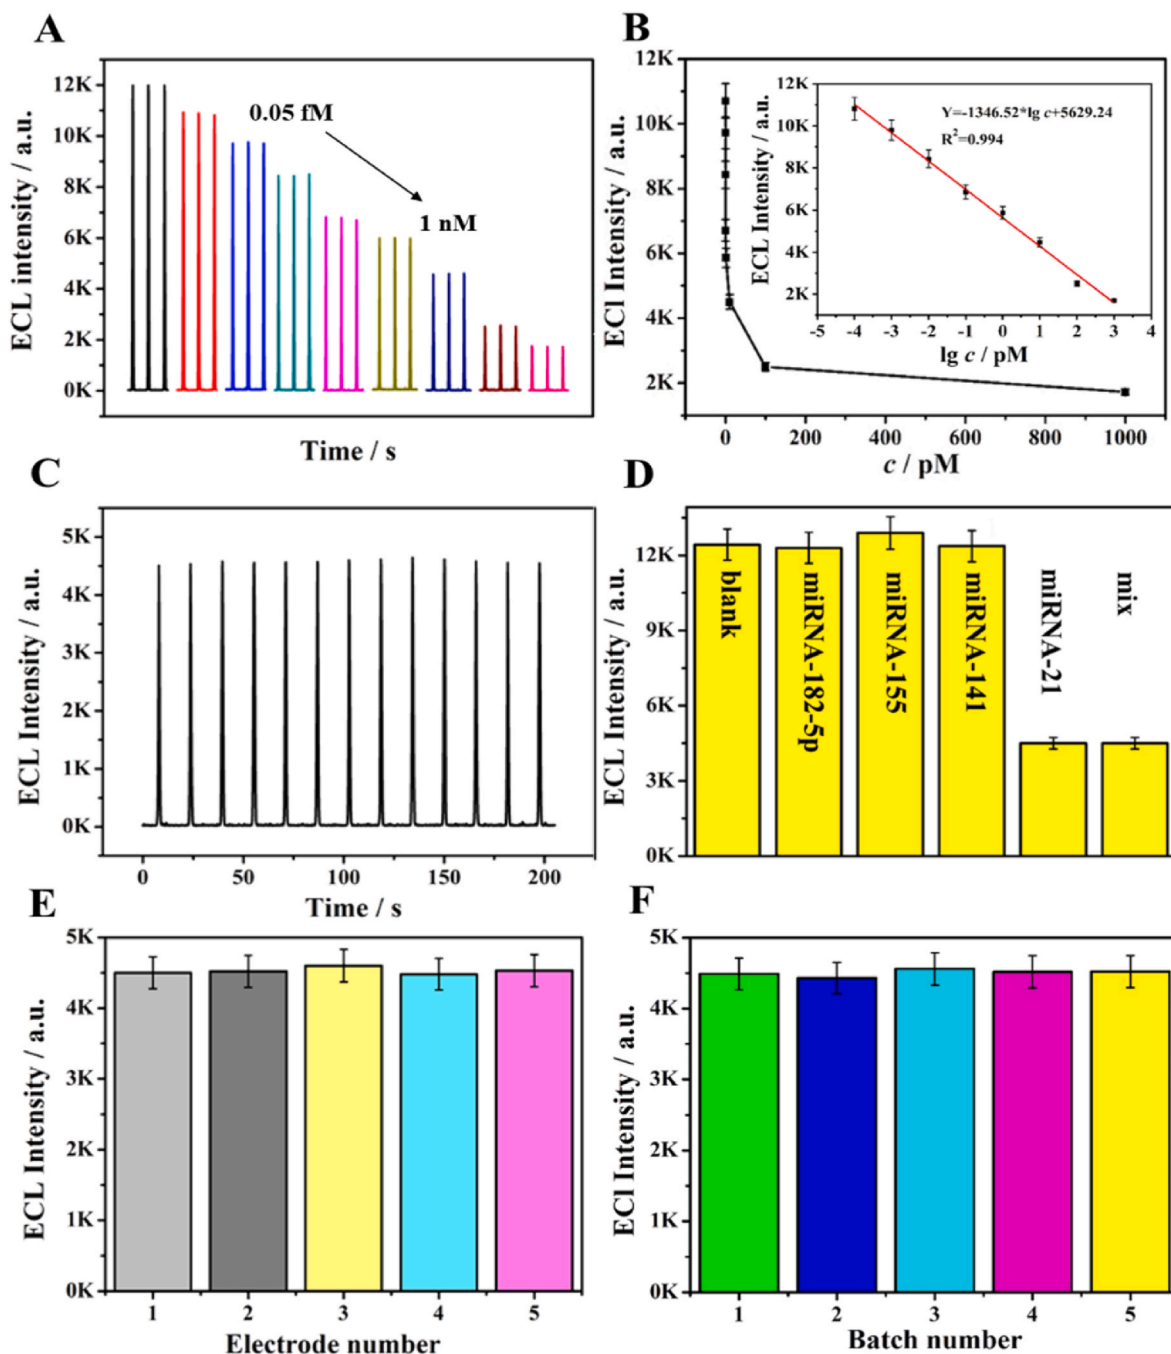 A
12K
10K
8K
6K
4K
2K
0K
ECL intensity / a.u.
0.05 fM
1 nM
Time / s
B
12K
10K
8K
6K
4K
2K
ECl Intensity / a.u.
0 200 400 600 800 1000
c / pM
12K
10K
8K
6K
4K
2K
ECL Intensity / a.u.
Y=-1346.52*lg c+5629.24
R²=0.994
-5 -4 -3 -2 -1 0 1 2 3 4
lg c / pM
C
5K
4K
3K
2K
1K
0K
ECL Intensity / a.u.
0 50 100 150 200
Time / s
D
12K
9K
6K
3K
0K
ECL Intensity / a.u.
blank
miRNA-182-5p
miRNA-155
miRNA-141
miRNA-21
mix
E
5K
4K
3K
2K
1K
0K
ECL Intensity / a.u.
1 2 3 4 5
Electrode number
F
5K
4K
3K
2K
1K
0K
ECl Intensity / a.u.
1 2 3 4 5
Batch number